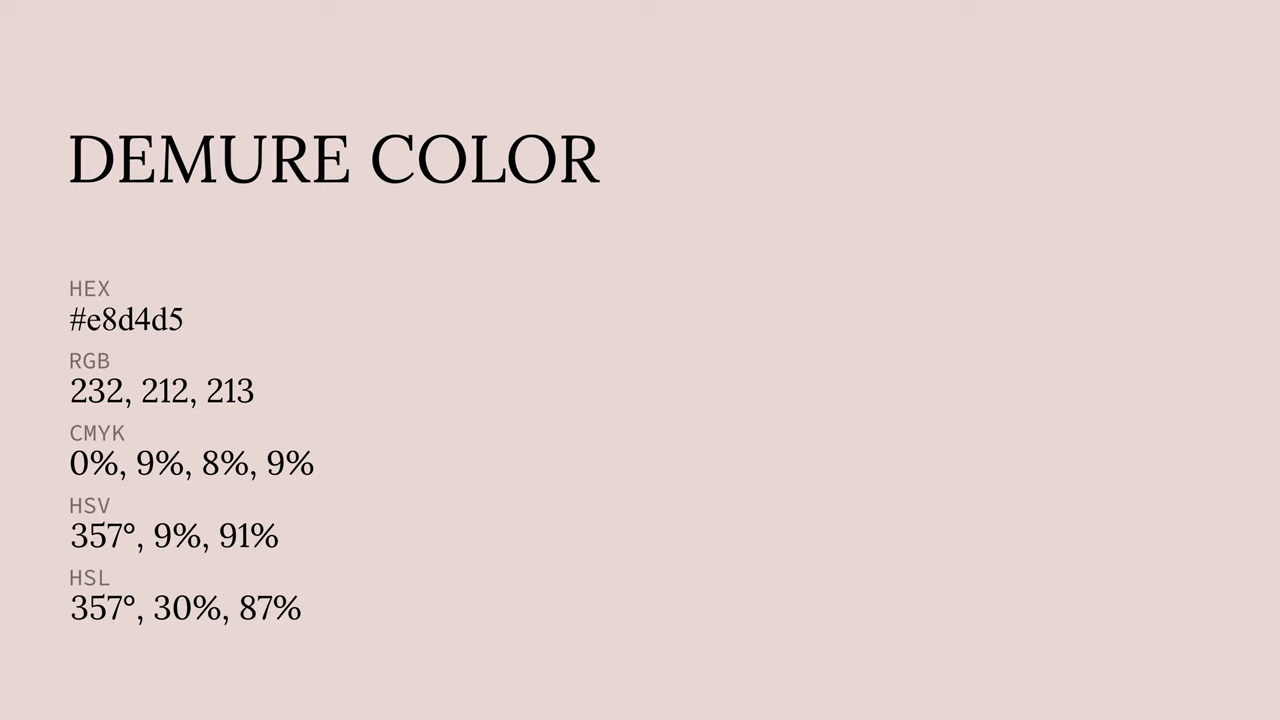 DEMURE COLOR
HEX
#e8d4d5
RGB
232, 212, 213
CMYK
0%, 9%, 8%, 9%
HSV
357°, 9%, 91%
HSL
357°, 30%, 87%